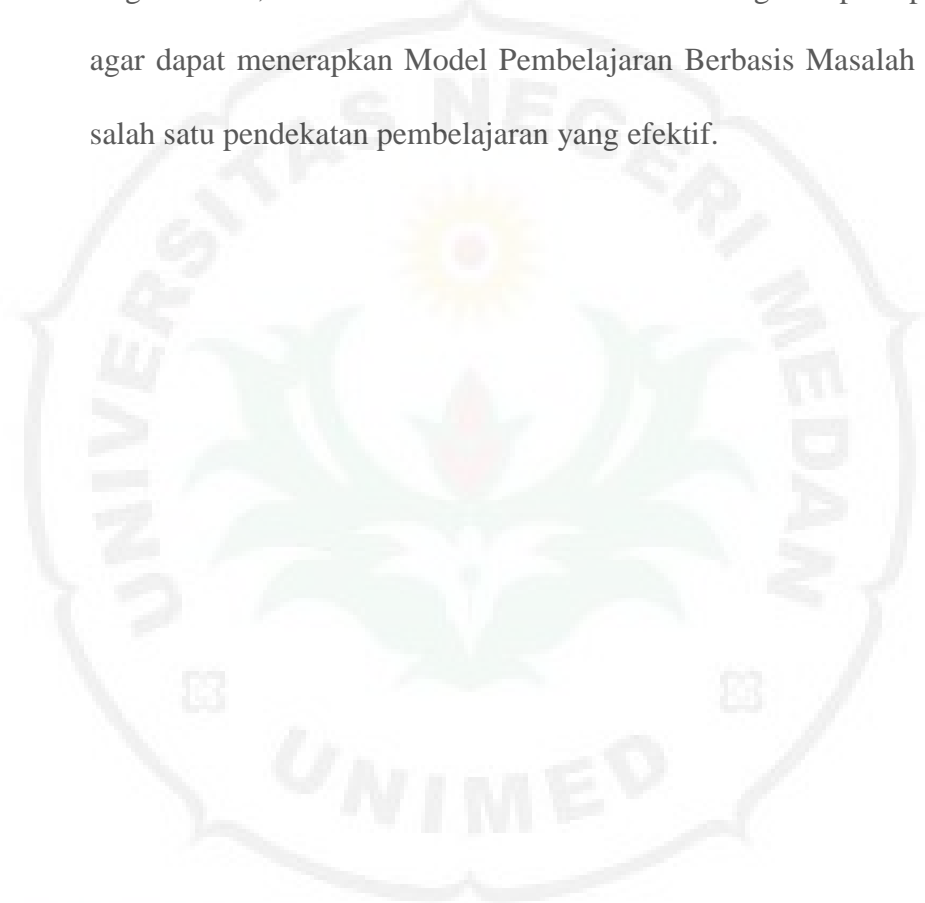 agar dapat menerapkan Model Pembelajaran Berbasis Masalah
salah satu pendekatan pembelajaran yang efektif.
UNIVERSITAS NEGERI MEDAN
UNIMED